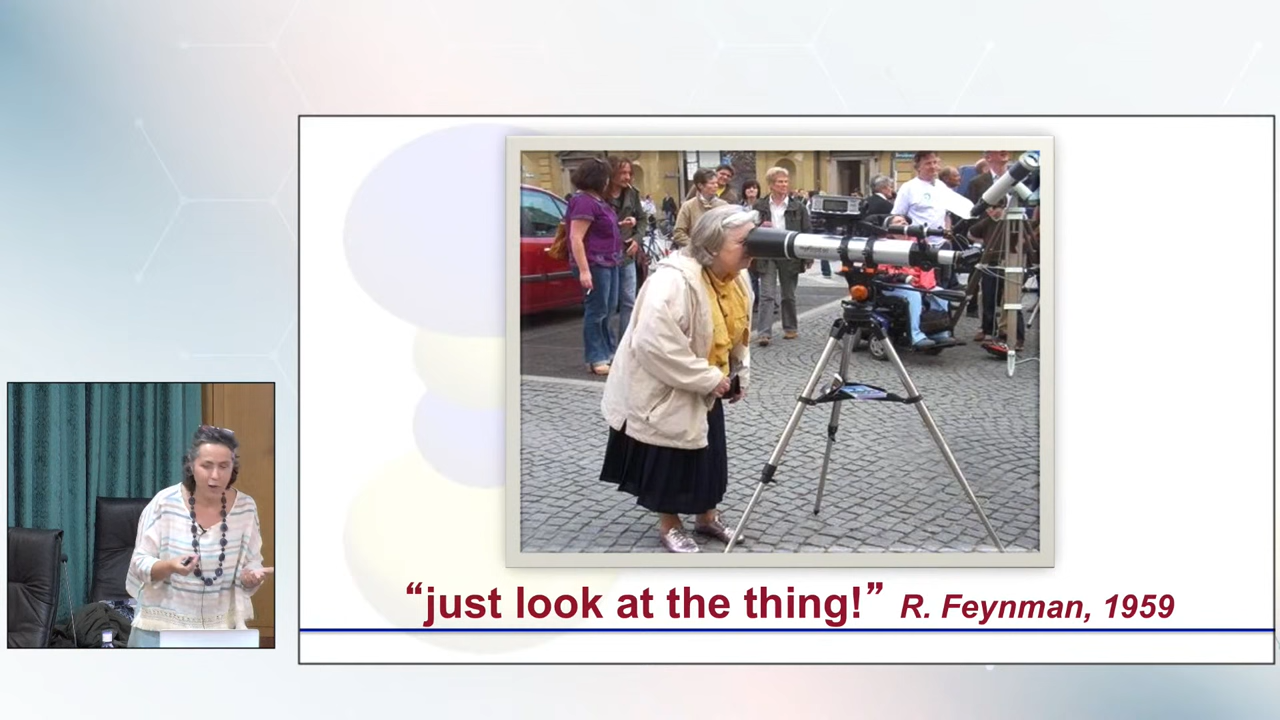 “just look at the thing!” R. Feynman, 1959